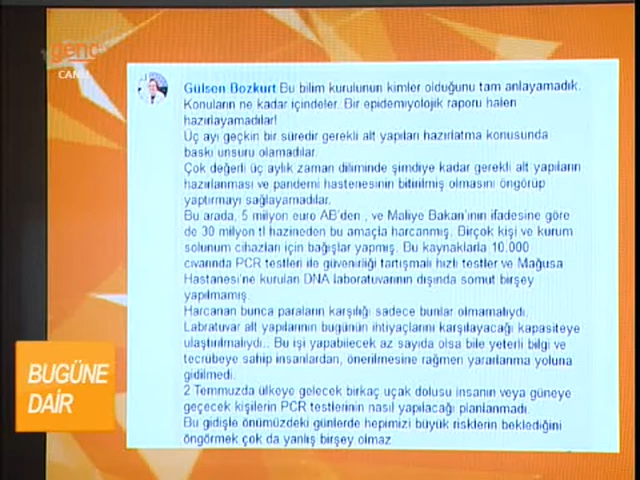 genç
CANLI
Gülsen Bozkurt Bu bilim kurulunun kimler olduğunu tam anlayamadık.
Konuların ne kadar içindeler. Bir epidemiyolojik raporu halen
hazırlayamadılar!
Üç ayı geçkin bir süredir gerekli alt yapıları hazırlatma konusunda
baskı unsuru olamadılar.
Çok değerli üç aylık zaman diliminde şimdiye kadar gerekli alt yapıların
hazırlanması ve pandemi hastenesinin bitirilmiş olmasını öngörüp
yaptırmayı sağlayamadılar.
Bu arada, 5 milyon euro AB'den , ve Maliye Bakan'ının ifadesine göre
de 30 milyon tl hazineden bu amaçla harcanmış. Birçok kişi ve kurum
solunum cihazları için bağışlar yapmış. Bu kaynaklarla 10.000
civarında PCR testleri ile güvenirliği tartışmalı hızlı testler ve Mağusa
Hastanesi'ne kurulan DNA laboratuvarının dışında somut birşey
yapılmamış.
Harcanan bunca paraların karşılığı sadece bunlar olmamalıydı.
Labratuvar alt yapılarının bugünün ihtiyaçlarını karşılayacağı kapasiteye
ulaştırılmalıydı.. Bu işi yapabilecek az sayıda olsa bile yeterli bilgi ve
tecrübeye sahip insanlardan, önerilmesine rağmen yararlanma yoluna
gidilmedi.
2 Temmuzda ülkeye gelecek birkaç uçak dolusu insanın veya güneye
geçecek kişilerin PCR testlerinin nasıl yapılacağı planlanmadı.
Bu gidişle önümüzdeki günlerde hepimizi büyük risklerin beklediğini
öngörmek çok da yanlış birşey olmaz
BUGÜNE
DAİR